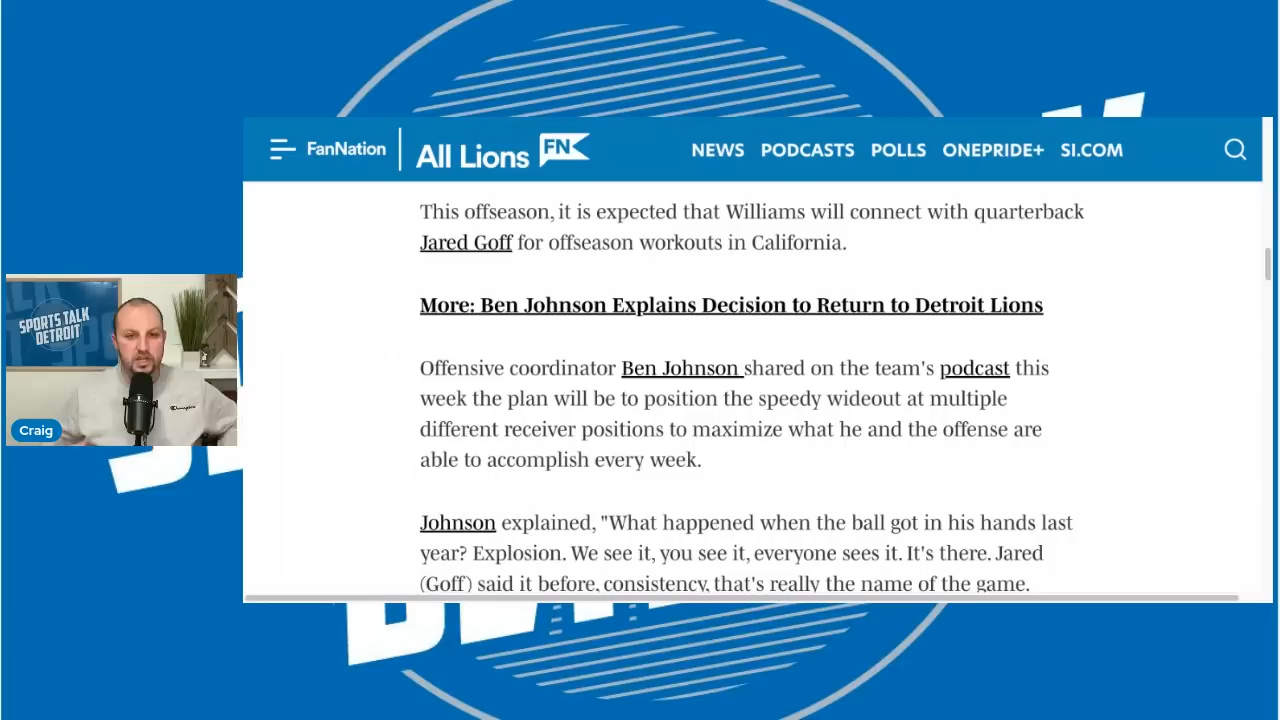 FanNation
All Lions FN
NEWS PODCASTS POLLS ONEPRIDE+ SI.COM
This offseason, it is expected that Williams will connect with quarterback
Jared Goff for offseason workouts in California.
More: Ben Johnson Explains Decision to Return to Detroit Lions
Offensive coordinator Ben Johnson shared on the team's podcast this
week the plan will be to position the speedy wideout at multiple
different receiver positions to maximize what he and the offense are
able to accomplish every week.
Johnson explained, "What happened when the ball got in his hands last
year? Explosion. We see it, you see it, everyone sees it. It's there. Jared
(Goff) said it before, consistency, that's really the name of the game.
SPORTS TALK
DETROIT
Champion
Craig